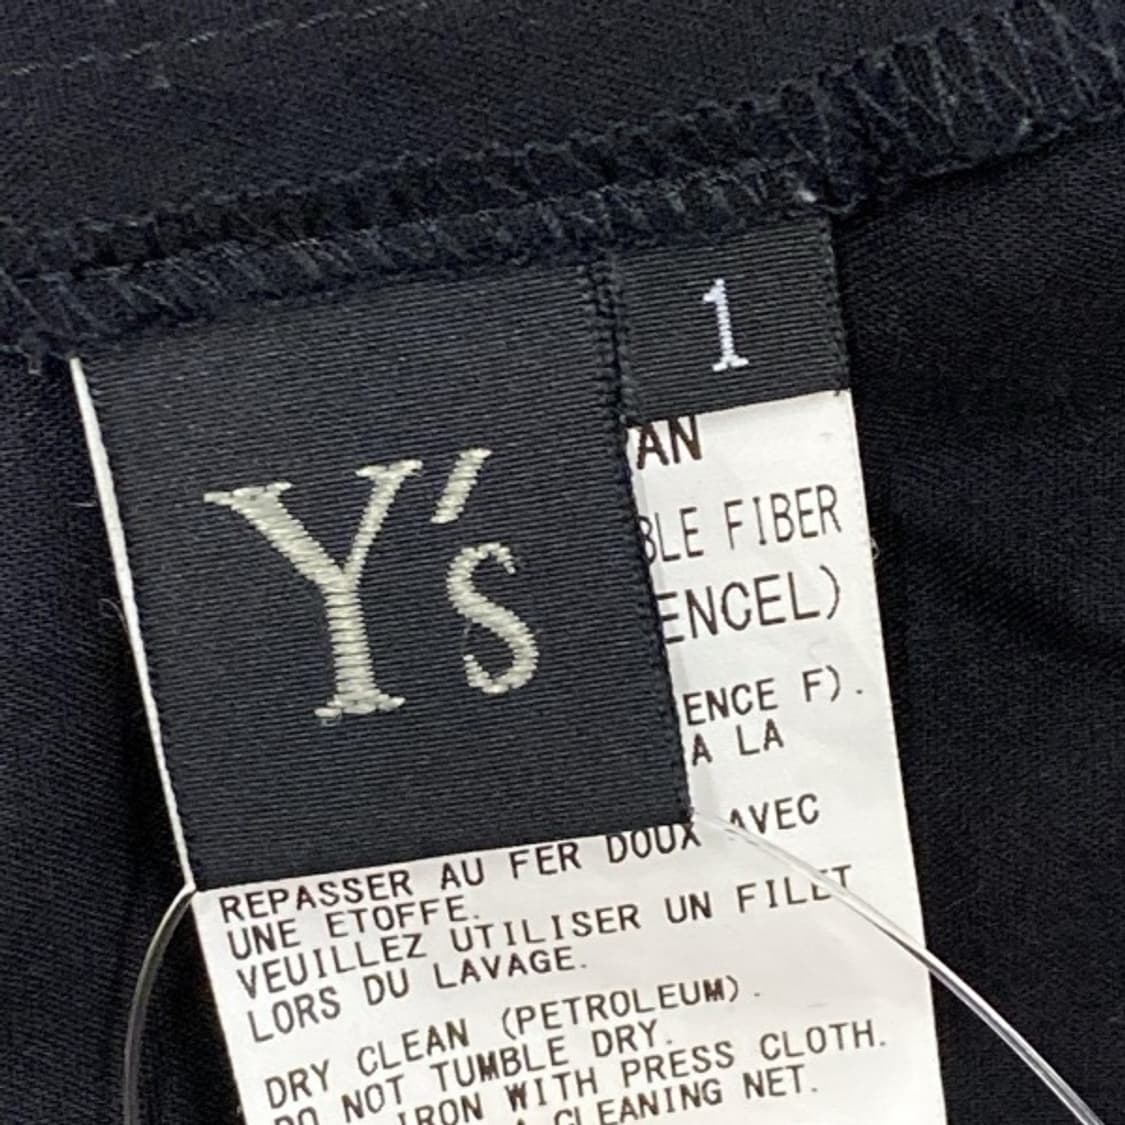 Y's
1
AN
BLE FIBER
ENCEL)
ENCE F).
A LA
AVEC
REPASSER AU FER DOUX
UNE ETOFFE.
VEUILLEZ UTILISER UN FILET
LORS DU LAVAGE.
DRY CLEAN (PETROLEUM).
DO NOT TUMBLE DRY.
IRON WITH PRESS CLOTH.
CLEANING NET.